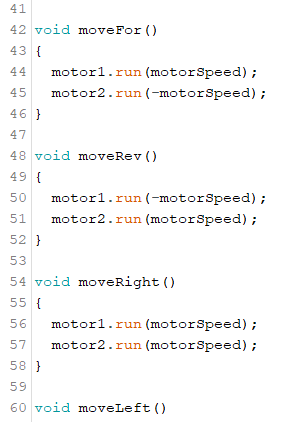 41
42 void moveFor()
43 {
44   motor1.run(motorSpeed);
45   motor2.run(-motorSpeed);
46 }
47
48 void moveRev()
49 {
50   motor1.run(-motorSpeed);
51   motor2.run(motorSpeed);
52 }
53
54 void moveRight()
55 {
56   motor1.run(motorSpeed);
57   motor2.run(motorSpeed);
58 }
59
60 void moveLeft()